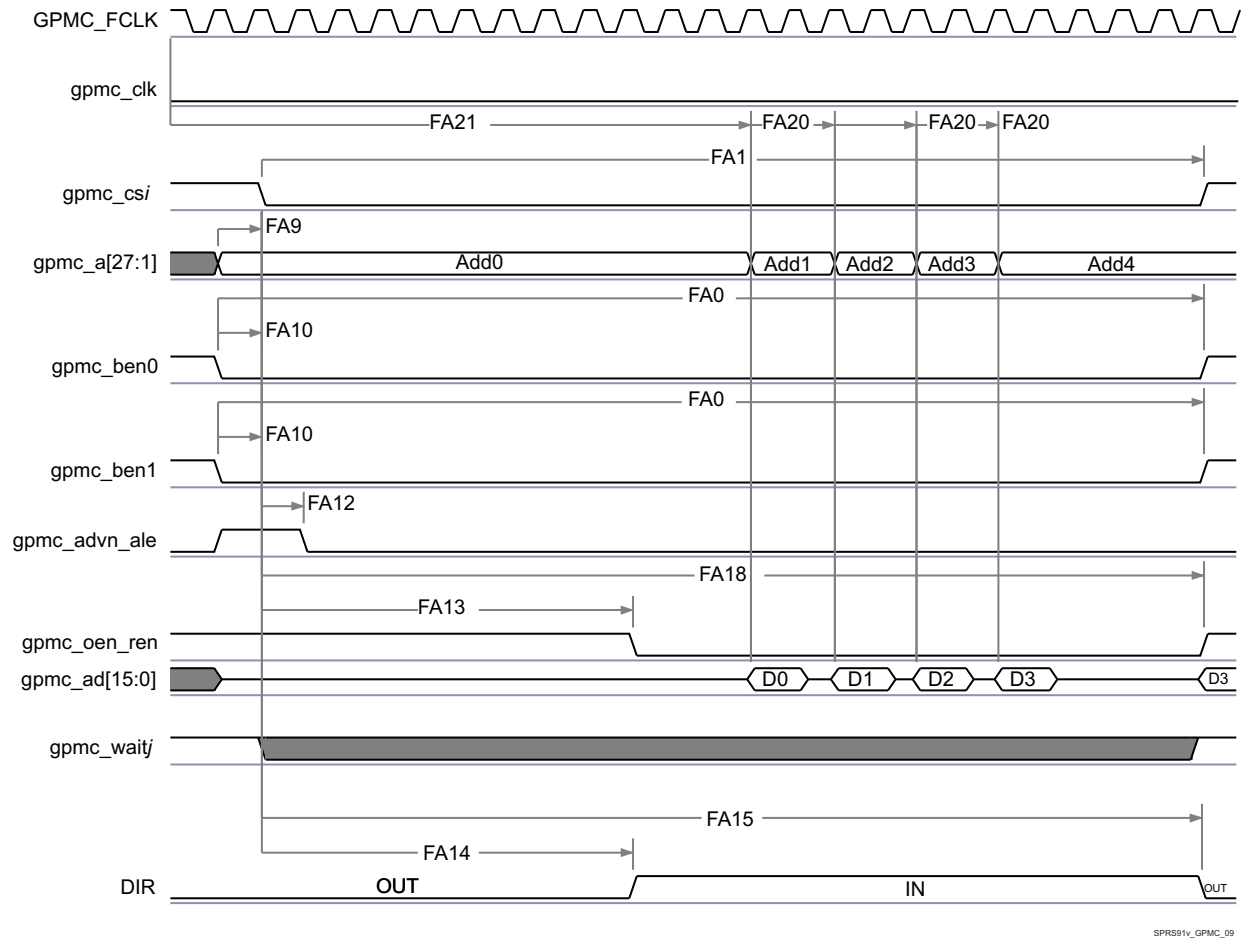 GPMC_FCLK
gpmc_clk
FA21 FA20 FA20 FA20
FA1
gpmc_csi
FA9
gpmc_a[27:1] Add0 Add1 Add2 Add3 Add4
FA0
FA10
gpmc_ben0
FA0
FA10
gpmc_ben1
FA12
gpmc_advn_ale
FA18
FA13
gpmc_oen_ren
gpmc_ad[15:0] D0 D1 D2 D3 D3
gpmc_waitj
FA15
FA14
DIR OUT IN OUT
SPRS91v_GPMC_09